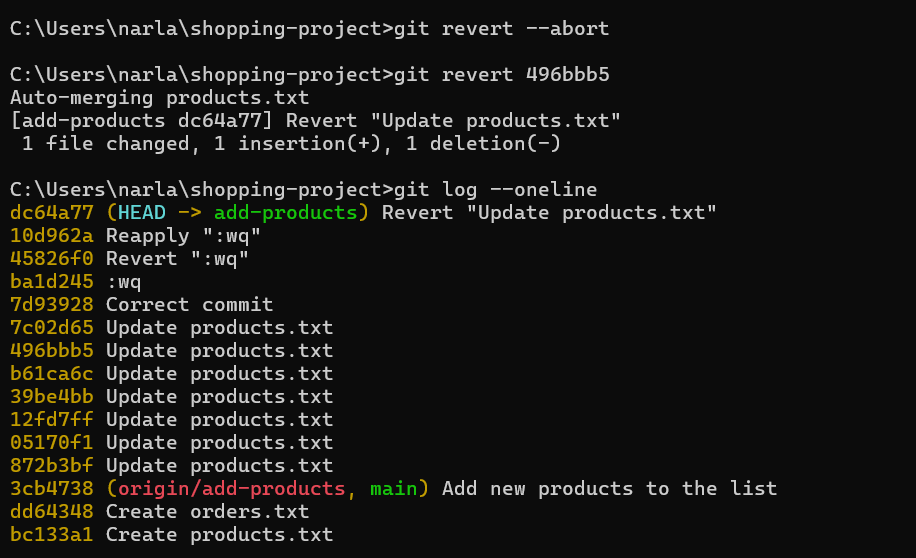 C:\Users\narla\shopping-project>git revert --abort
C:\Users\narla\shopping-project>git revert 496bbb5
Auto-merging products.txt
[add-products dc64a77] Revert "Update products.txt"
 1 file changed, 1 insertion(+), 1 deletion(-)
C:\Users\narla\shopping-project>git log --oneline
dc64a77 (HEAD -> add-products) Revert "Update products.txt"
10d962a Reapply ":wq"
45826f0 Revert ":wq"
ba1d245 :wq
7d93928 Correct commit
7c02d65 Update products.txt
496bbb5 Update products.txt
b61ca6c Update products.txt
39be4bb Update products.txt
12fd7ff Update products.txt
05170f1 Update products.txt
872b3bf Update products.txt
3cb4738 (origin/add-products, main) Add new products to the list
dd64348 Create orders.txt
bc133a1 Create products.txt